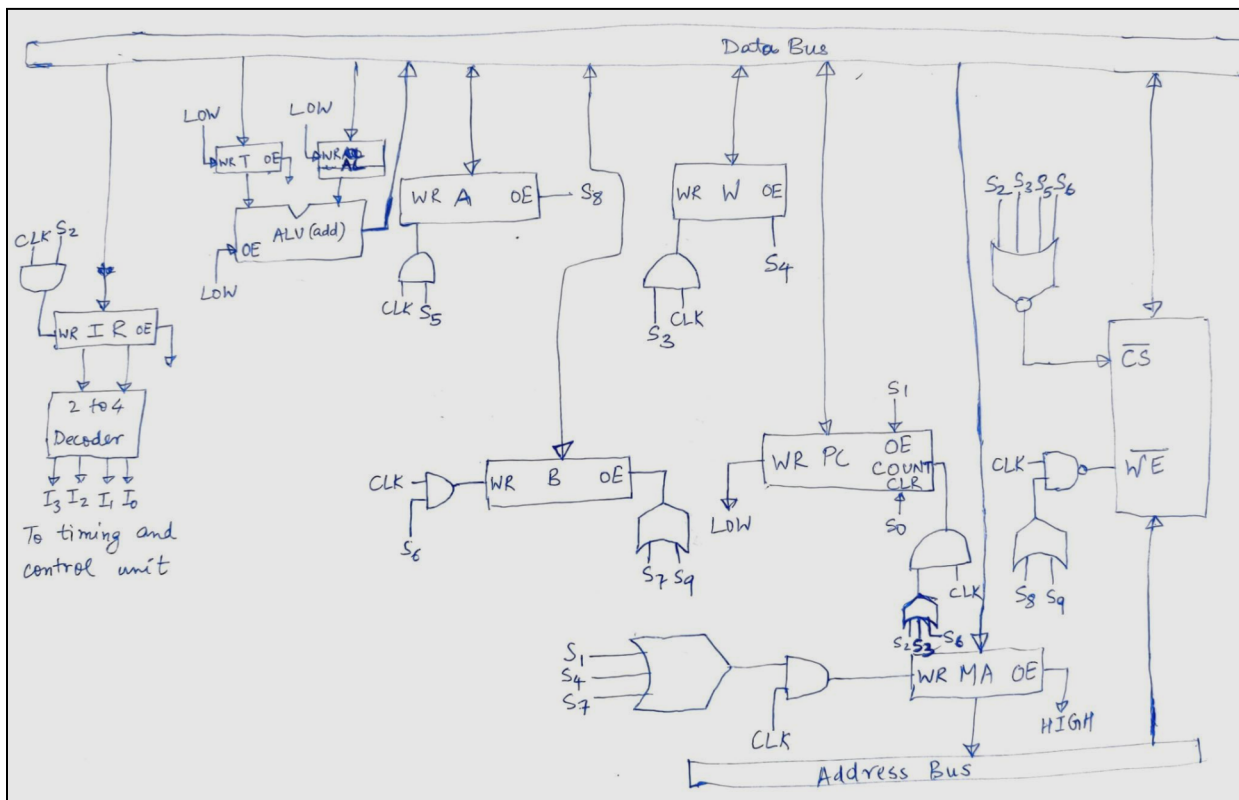 Data Bus
LOW
LOW
WR T OE
WR AL
CLK S2
ALU (add)
OE
LOW
WR A OE
S8
CLK S5
WR W OE
S4
S3 CLK
S2 S3 S5 S6
WR IR OE
CS
2 to 4
Decoder
I3 I2 I1 I0
To timing and
control unit
S1
WR PC OE
COUNT
CLR
LOW
S0
CLK
WE
CLK
WR B OE
S6
S7 S9
CLK
S8 S9
S2 S3 S6
S1
S4
S7
CLK
WR MA OE
HIGH
Address Bus